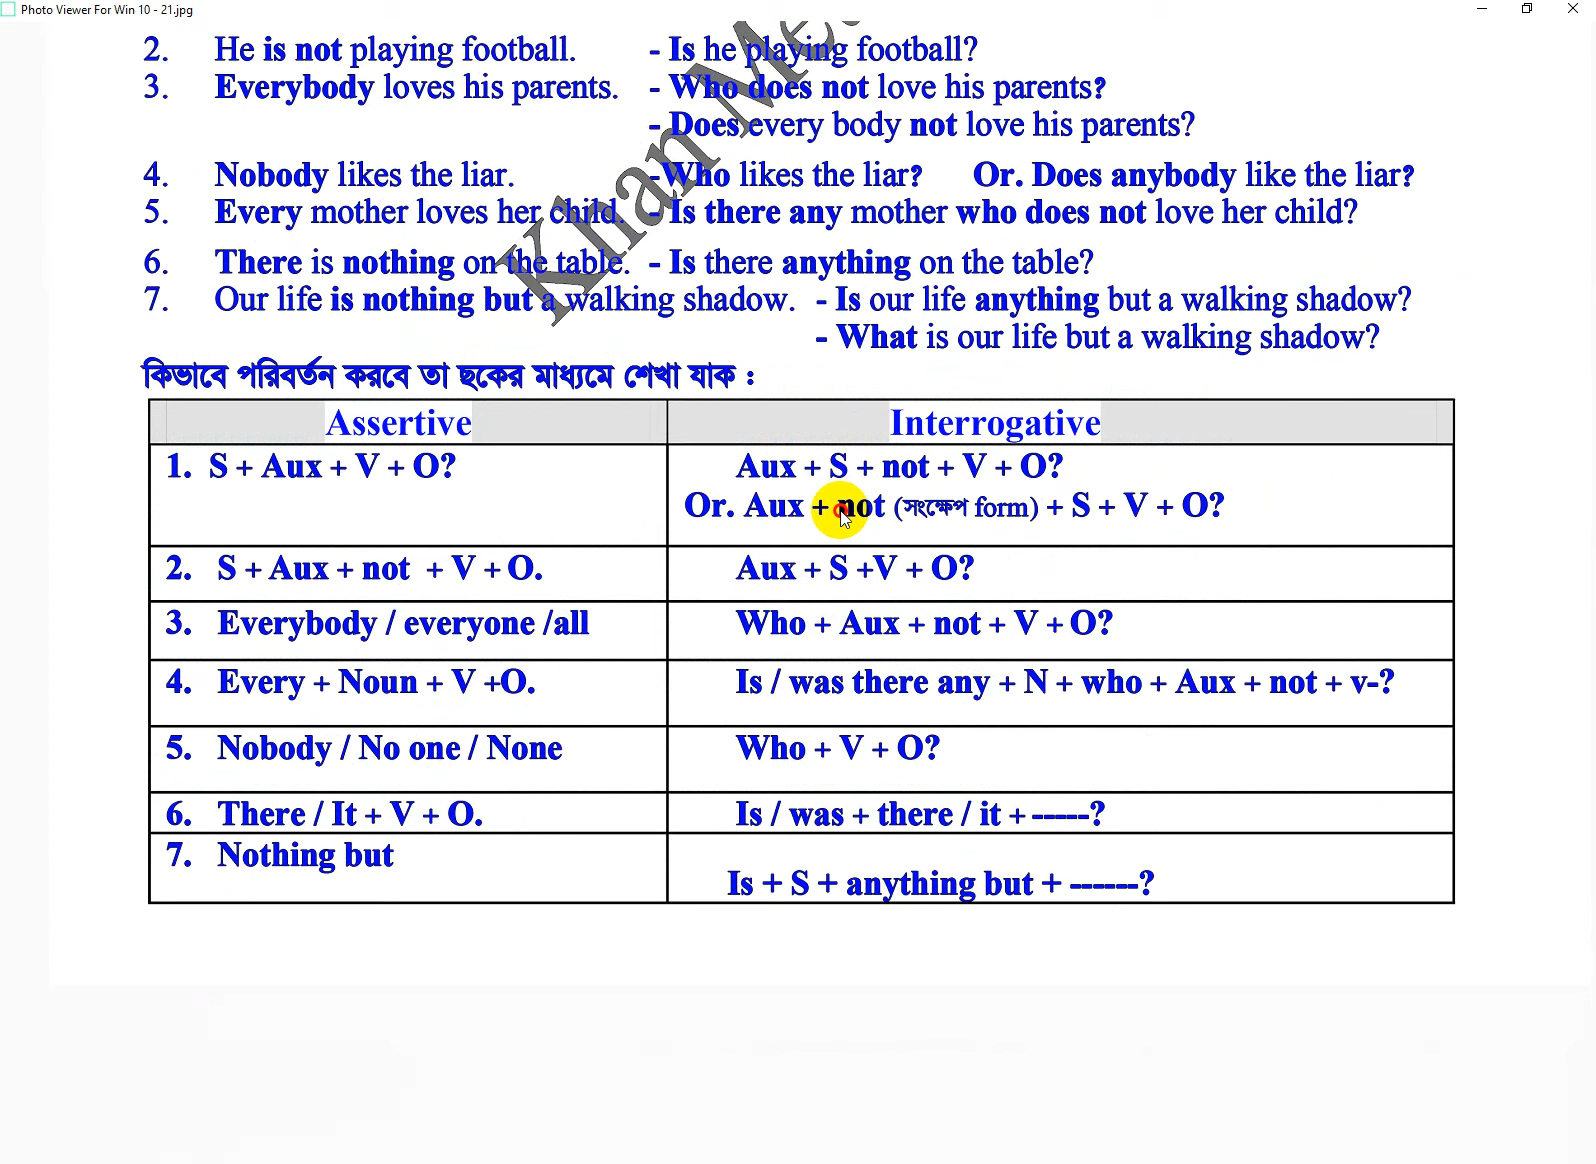 Photo Viewer For Win 10 - 21.jpg
2. He is not playing football. - Is he playing football?
3. Everybody loves his parents. - Who does not love his parents?
- Does every body not love his parents?
4. Nobody likes the liar. -Who likes the liar? Or. Does anybody like the liar?
5. Every mother loves her child. - Is there any mother who does not love her child?
6. There is nothing on the table. - Is there anything on the table?
7. Our life is nothing but a walking shadow. - Is our life anything but a walking shadow?
- What is our life but a walking shadow?
কিভাবে পরিবর্তন করবে তা ছকের মাধ্যমে শেখা যাক :
Assertive Interrogative
1. S + Aux + V + O? Aux + S + not + V + O?
Or. Aux + not (সংক্ষেপ form) + S + V + O?
2. S + Aux + not + V + O. Aux + S +V + O?
3. Everybody / everyone /all Who + Aux + not + V + O?
4. Every + Noun + V +O. Is / was there any + N + who + Aux + not + v-?
5. Nobody / No one / None Who + V + O?
6. There / It + V + O. Is / was + there / it + -----?
7. Nothing but
Is + S + anything but + ------?
Khan